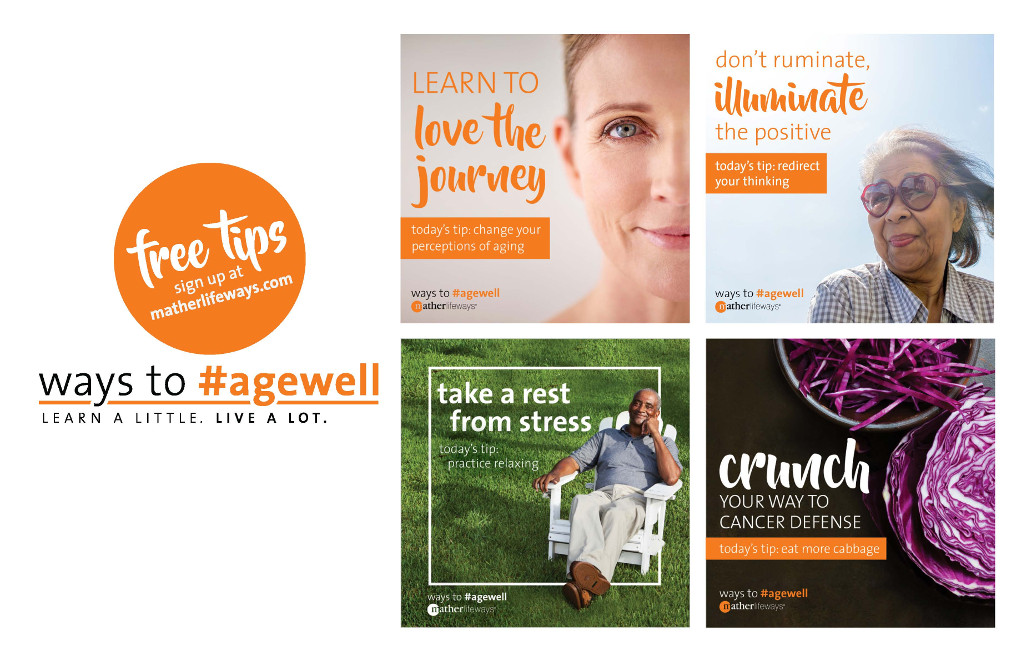 free tips
sign up at
matherlifeways.com
ways to #agewell
LEARN A LITTLE. LIVE A LOT.
LEARN TO
love the
journey
today's tip: change your
perceptions of aging
ways to #agewell
matherlifeways®
don't ruminate,
illuminate
the positive
today's tip: redirect
your thinking
ways to #agewell
matherlifeways®
take a rest
from stress
today's tip:
practice relaxing
ways to #agewell
matherlifeways®
crunch
YOUR WAY TO
CANCER DEFENSE
today's tip: eat more cabbage
ways to #agewell
matherlifeways®